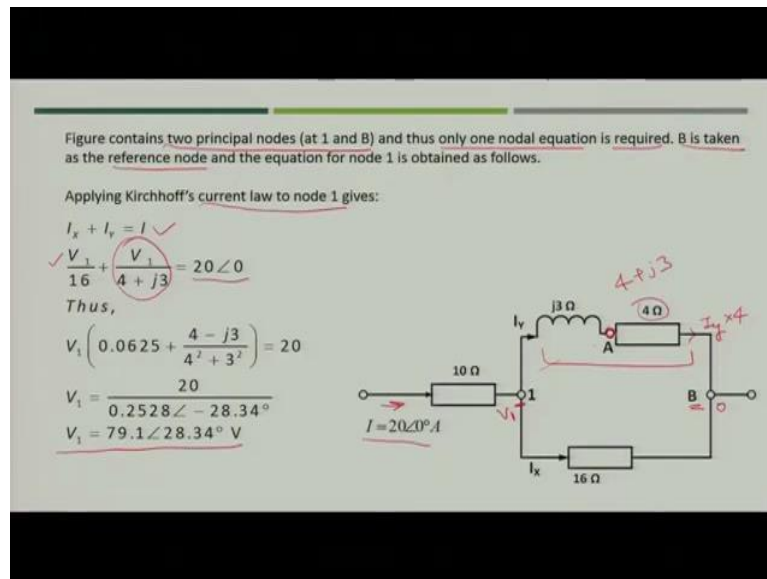 Figure contains two principal nodes (at 1 and B) and thus only one nodal equation is required. B is taken
as the reference node and the equation for node 1 is obtained as follows.
Applying Kirchhoff's current law to node 1 gives:
I_x + I_Y = I ✓
✓ V_1/16 + V_1/(4 + j3) = 20∠0
Thus,
V_1(0.0625 + (4 − j3)/(4² + 3²)) = 20
V_1 = 20/(0.2528∠−28.34°)
V_1 = 79.1∠28.34° V
4+j3
j3 Ω
4 Ω
I_Y
A
I_y×4
10 Ω
1
B
V_1
0
I=20∠0°A
I_X
16 Ω